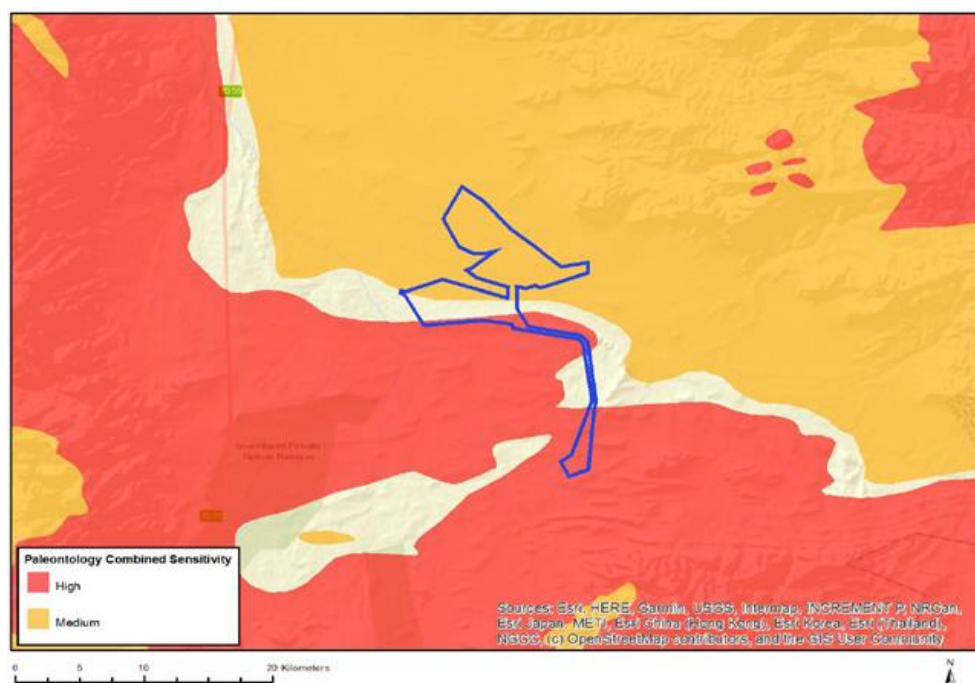 Paleontology Combined Sensitivity
High
Medium
Sources: Esri, HERE, Garmin, USGS, Intermap, INCREMENT P, NRCan,
Esri Japan, METI, Esri China (Hong Kong), Esri Korea, Esri (Thailand),
NGCC, (c) OpenStreetMap contributors, and the GIS User Community
0 5 10 20 Kilometers
N